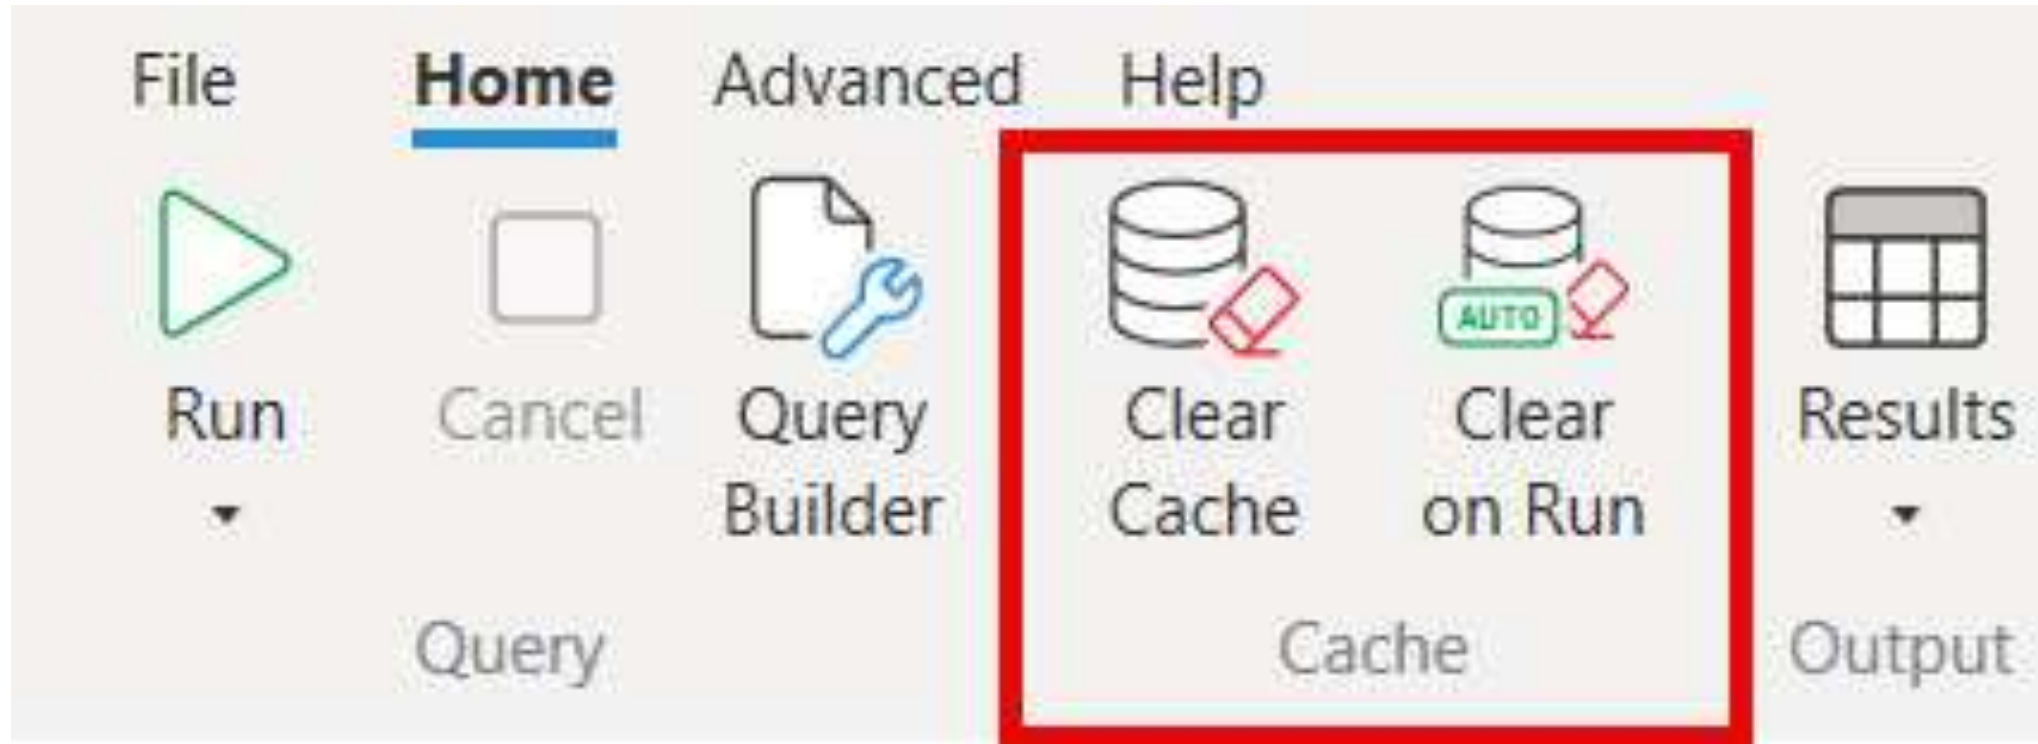 File Home Advanced Help
AUTO
Run Cancel Query Clear Clear Results
Builder Cache on Run
Query Cache Output